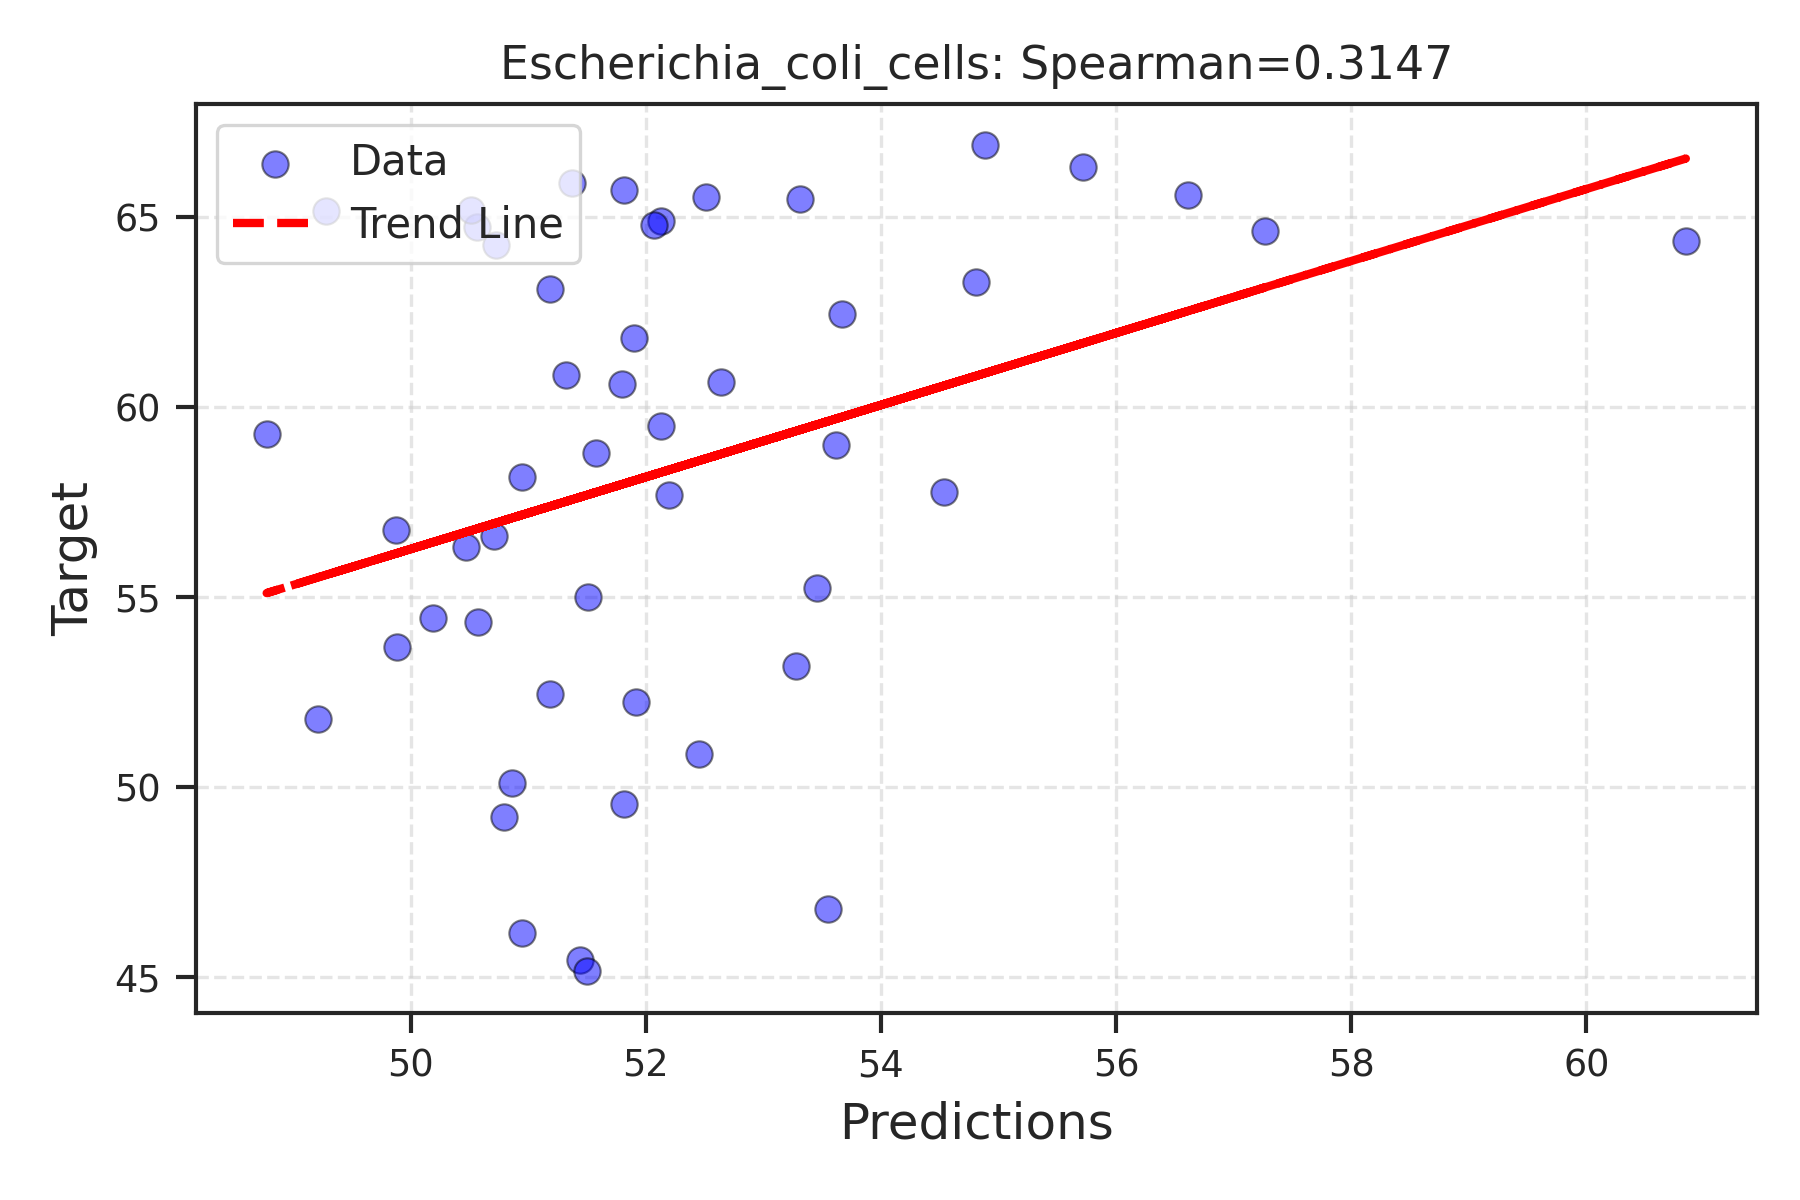 Escherichia_coli_cells: Spearman=0.3147
Data
Trend Line
65
60
55
50
45
Target
50 52 54 56 58 60
Predictions